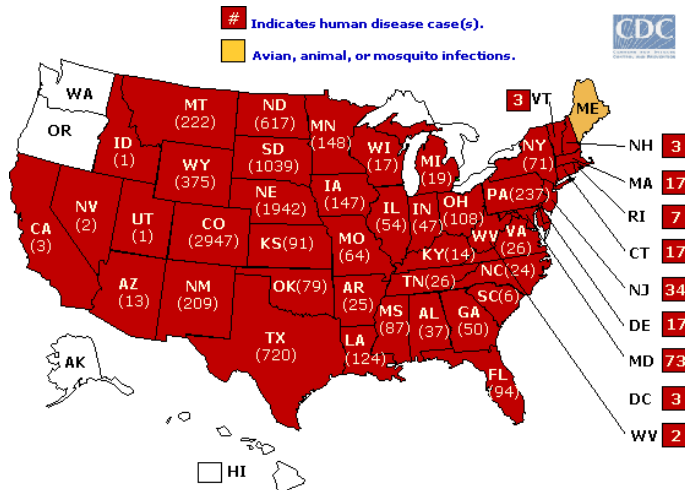 # Indicates human disease case(s).
Avian, animal, or mosquito infections.
CDC
WA
OR
MT
(222)
ID
(1)
ND
(617)
MN
(148)
SD
(1039)
WY
(375)
WI
(17)
MI
(19)
NY
(71)
3 VT
ME
NH 3
MA 17
RI 7
CT 17
NJ 34
DE 17
MD 73
DC 3
WV 2
CA
(3)
NV
(2)
UT
(1)
CO
(2947)
NE
(1942)
IA
(147)
IL
(54)
IN
(47)
OH
(108)
PA(237)
KS(91)
MO
(64)
KY(14)
WV
VA
(26)
AZ
(13)
NM
(209)
OK(79)
AR
(25)
TN(26)
NC(24)
SC(6)
TX
(720)
LA
(124)
MS
(87)
AL
(37)
GA
(50)
FL
(94)
AK
HI